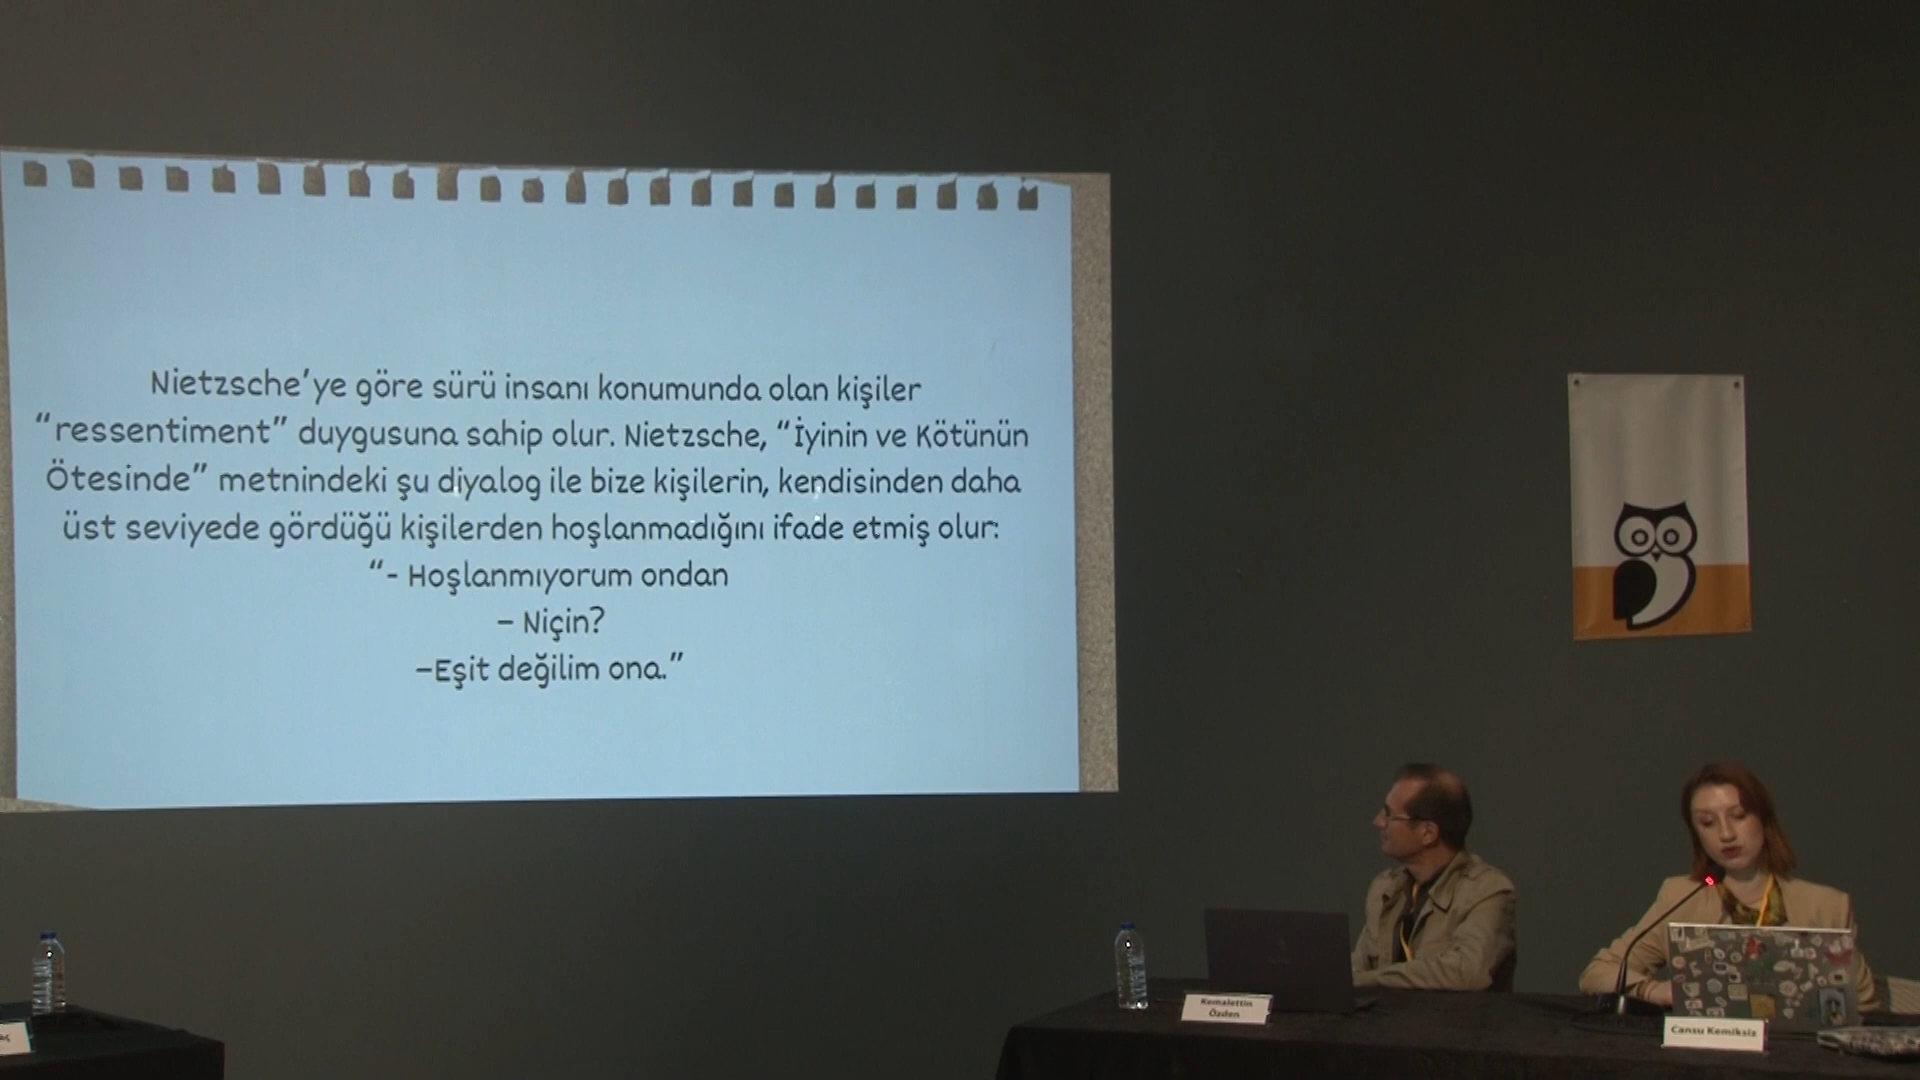 Nietzsche'ye göre sürü insanı konumunda olan kişiler
“ressentiment” duygusuna sahip olur. Nietzsche, “İyinin ve Kötünün
Ötesinde” metnindeki şu diyalog ile bize kişilerin, kendisinden daha
üst seviyede gördüğü kişilerden hoşlanmadığını ifade etmiş olur:
“- Hoşlanmıyorum ondan
– Niçin?
–Eşit değilim ona.”
Kemalettin
Özden
Cansu Kemiksiz